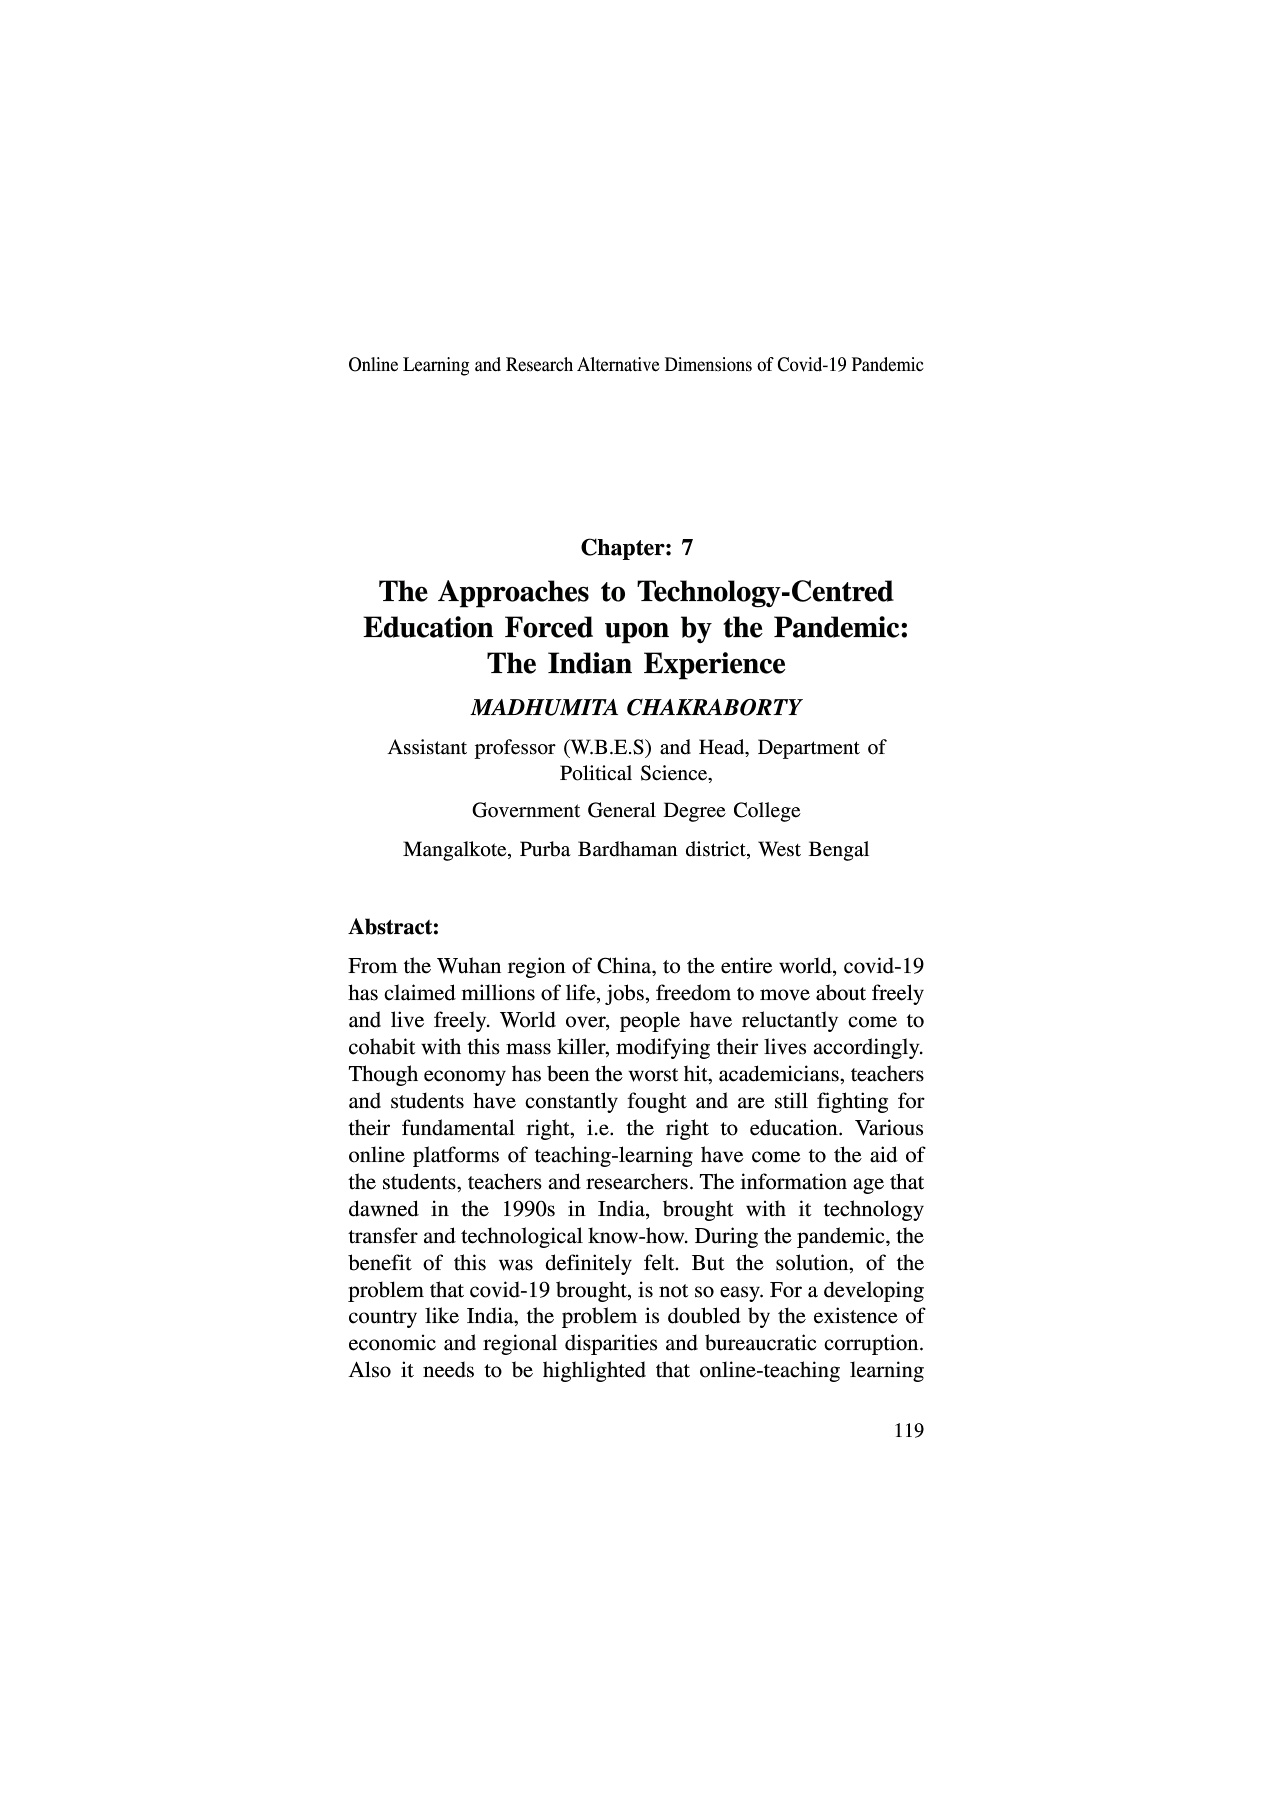 Online Learning and Research Alternative Dimensions of Covid-19 Pandemic
Chapter: 7
The Approaches to Technology-Centred
Education Forced upon by the Pandemic:
The Indian Experience
MADHUMITA CHAKRABORTY
Assistant professor (W.B.E.S) and Head, Department of
Political Science,
Government General Degree College
Mangalkote, Purba Bardhaman district, West Bengal
Abstract:
From the Wuhan region of China, to the entire world, covid-19
has claimed millions of life, jobs, freedom to move about freely
and live freely. World over, people have reluctantly come to
cohabit with this mass killer, modifying their lives accordingly.
Though economy has been the worst hit, academicians, teachers
and students have constantly fought and are still fighting for
their fundamental right, i.e. the right to education. Various
online platforms of teaching-learning have come to the aid of
the students, teachers and researchers. The information age that
dawned in the 1990s in India, brought with it technology
transfer and technological know-how. During the pandemic, the
benefit of this was definitely felt. But the solution, of the
problem that covid-19 brought, is not so easy. For a developing
country like India, the problem is doubled by the existence of
economic and regional disparities and bureaucratic corruption.
Also it needs to be highlighted that online-teaching learning
119